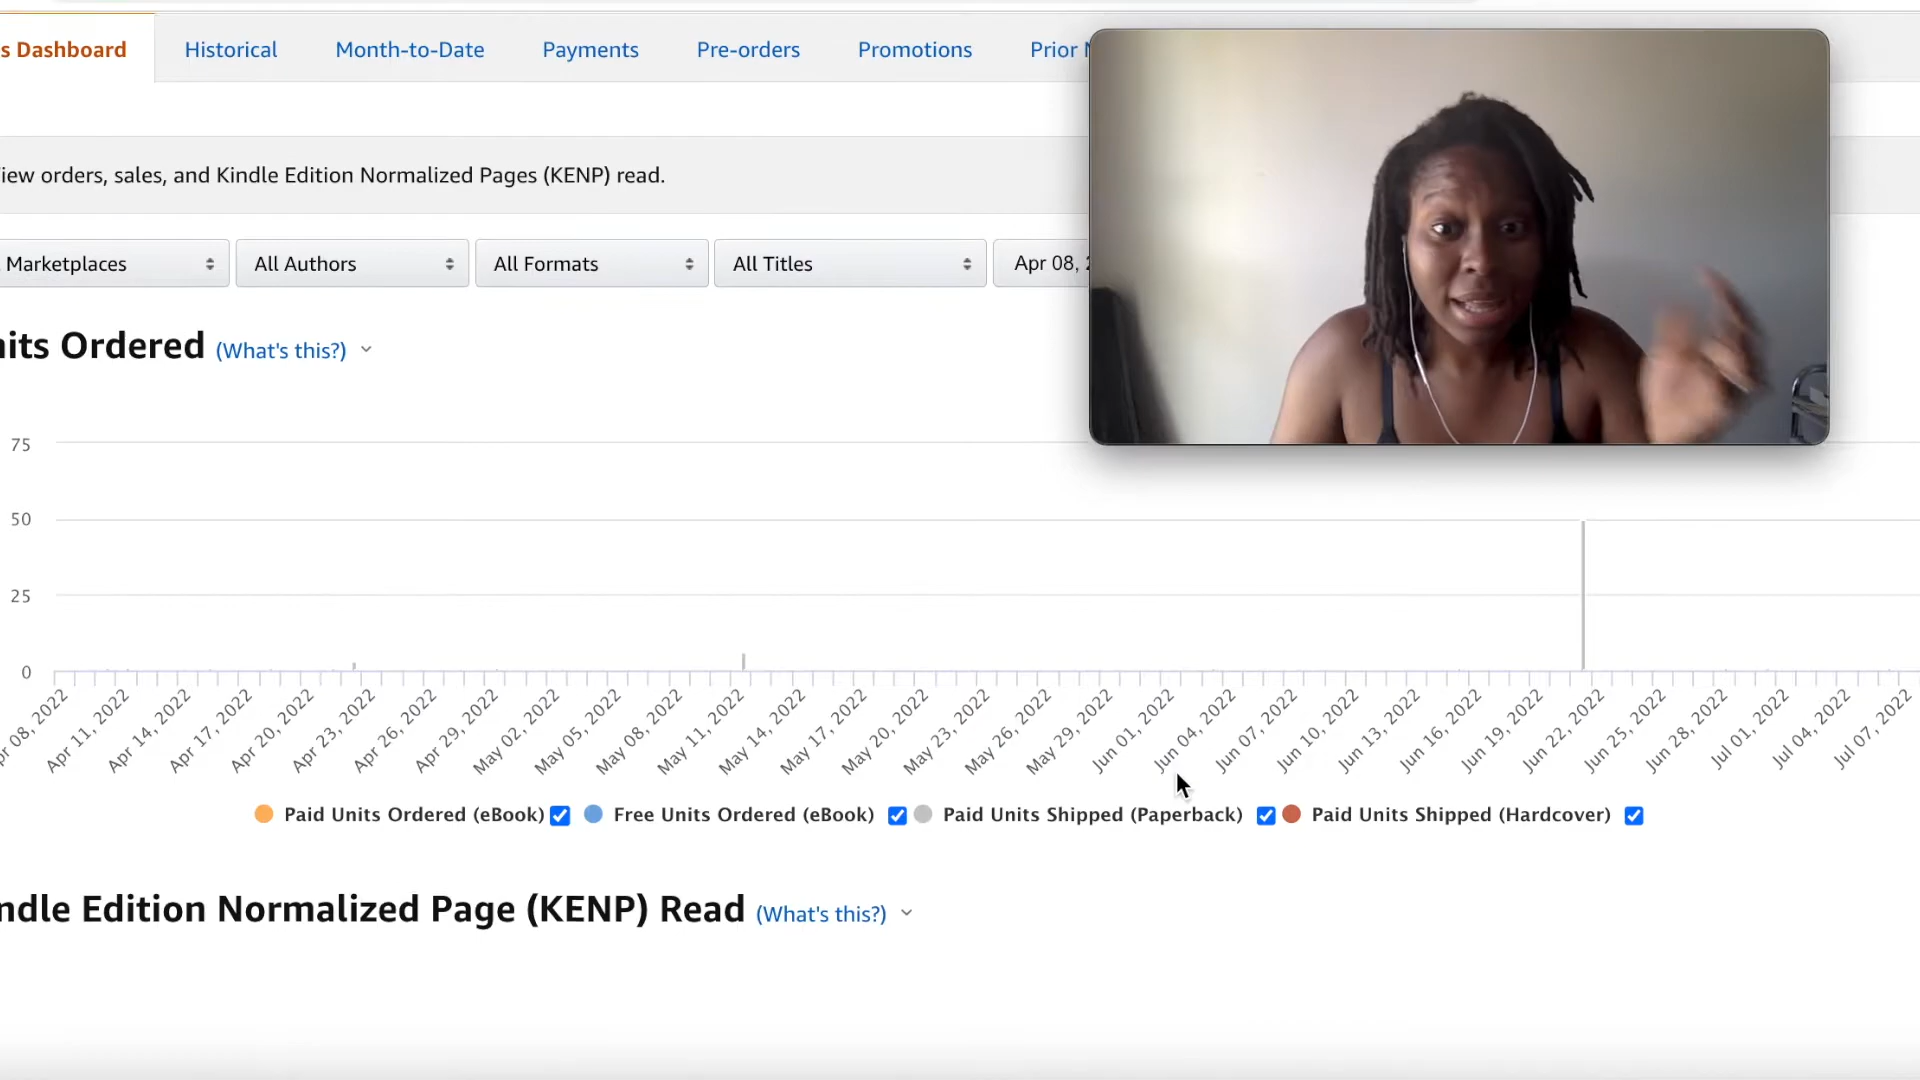 s Dashboard
Historical
Month-to-Date
Payments
Pre-orders
Promotions
Prior
iew orders, sales, and Kindle Edition Normalized Pages (KENP) read.
Marketplaces
All Authors
All Formats
All Titles
Apr 08,
its Ordered (What's this?)
75
50
25
0
pr 08, 2022
Apr 11, 2022
Apr 14, 2022
Apr 17, 2022
Apr 20, 2022
Apr 23, 2022
Apr 26, 2022
Apr 29, 2022
May 02, 2022
May 05, 2022
May 08, 2022
May 11, 2022
May 14, 2022
May 17, 2022
May 20, 2022
May 23, 2022
May 26, 2022
May 29, 2022
Jun 01, 2022
Jun 04, 2022
Jun 07, 2022
Jun 10, 2022
Jun 13, 2022
Jun 16, 2022
Jun 19, 2022
Jun 22, 2022
Jun 25, 2022
Jun 28, 2022
Jul 01, 2022
Jul 04, 2022
Jul 07, 2022
Paid Units Ordered (eBook)
Free Units Ordered (eBook)
Paid Units Shipped (Paperback)
Paid Units Shipped (Hardcover)
ndle Edition Normalized Page (KENP) Read (What's this?)